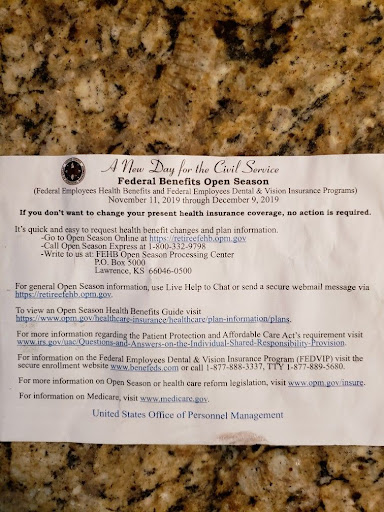 A New Day for the Civil Service
Federal Benefits Open Season
(Federal Employees Health Benefits and Federal Employees Dental & Vision Insurance Programs)
November 11, 2019 through December 9, 2019
If you don't want to change your present health insurance coverage, no action is required.
It's quick and easy to request health benefit changes and plan information.
-Go to Open Season Online at https://retireefehb.opm.gov
-Call Open Season Express at 1-800-332-9798
-Write to us at: FEHB Open Season Processing Center
P.O. Box 5000
Lawrence, KS 66046-0500
For general Open Season information, use Live Help to Chat or send a secure webmail message via
https://retireefehb.opm.gov.
To view an Open Season Health Benefits Guide visit
https://www.opm.gov/healthcare-insurance/healthcare/plan-information/plans.
For more information regarding the Patient Protection and Affordable Care Act's requirement visit
www.irs.gov/uac/Questions-and-Answers-on-the-Individual-Shared-Responsibility-Provision.
For information on the Federal Employees Dental & Vision Insurance Program (FEDVIP) visit the
secure enrollment website www.benefeds.com or call 1-877-888-3337, TTY 1-877-889-5680.
For more information on Open Season or health care reform legislation, visit www.opm.gov/insure.
For information on Medicare, visit www.medicare.gov.
United States Office of Personnel Management